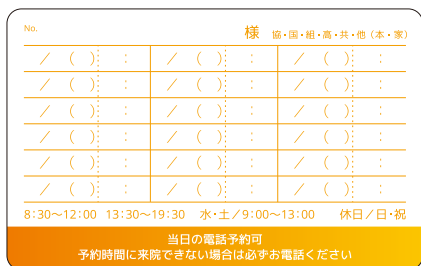 No. 様 協・国・組・高・共・他（本・家）
／ （ ） ： ／ （ ） ： ／ （ ） ：
／ （ ） ： ／ （ ） ： ／ （ ） ：
／ （ ） ： ／ （ ） ： ／ （ ） ：
／ （ ） ： ／ （ ） ： ／ （ ） ：
／ （ ） ： ／ （ ） ： ／ （ ） ：
／ （ ） ： ／ （ ） ： ／ （ ） ：
8:30〜12:00 13:30〜19:30 水・土／9:00〜13:00 休日／日・祝
当日の電話予約可
予約時間に来院できない場合は必ずお電話ください